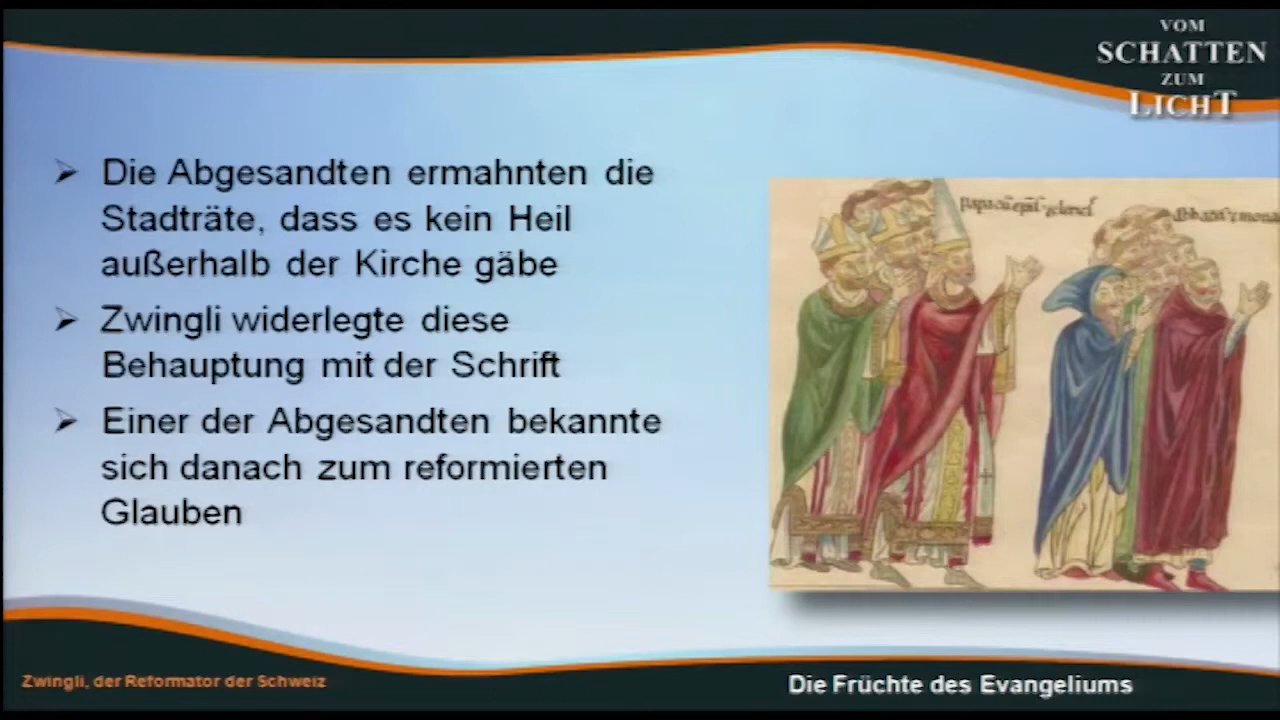 VOM
SCHATTEN
ZUM
LICHT
Die Abgesandten ermahnten die
Stadträte, dass es kein Heil
außerhalb der Kirche gäbe
Zwingli widerlegte diese
Behauptung mit der Schrift
Einer der Abgesandten bekannte
sich danach zum reformierten
Glauben
Zwingli, der Reformator der Schweiz
Die Früchte des Evangeliums